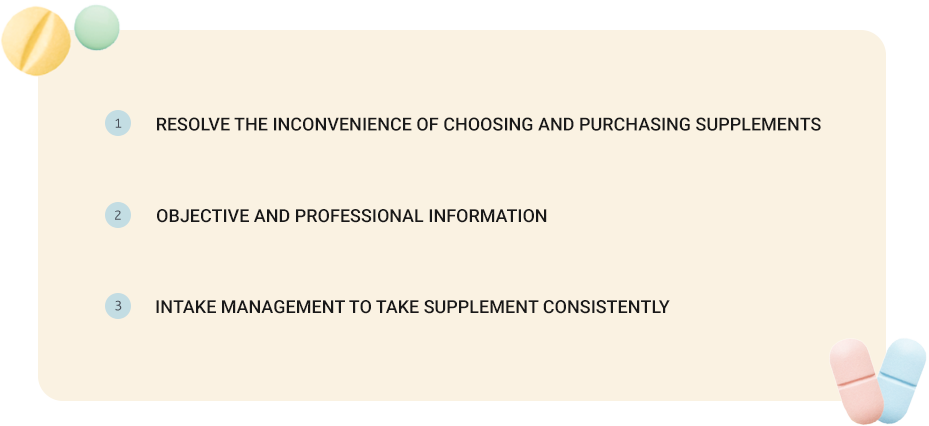 1 RESOLVE THE INCONVENIENCE OF CHOOSING AND PURCHASING SUPPLEMENTS
2 OBJECTIVE AND PROFESSIONAL INFORMATION
3 INTAKE MANAGEMENT TO TAKE SUPPLEMENT CONSISTENTLY